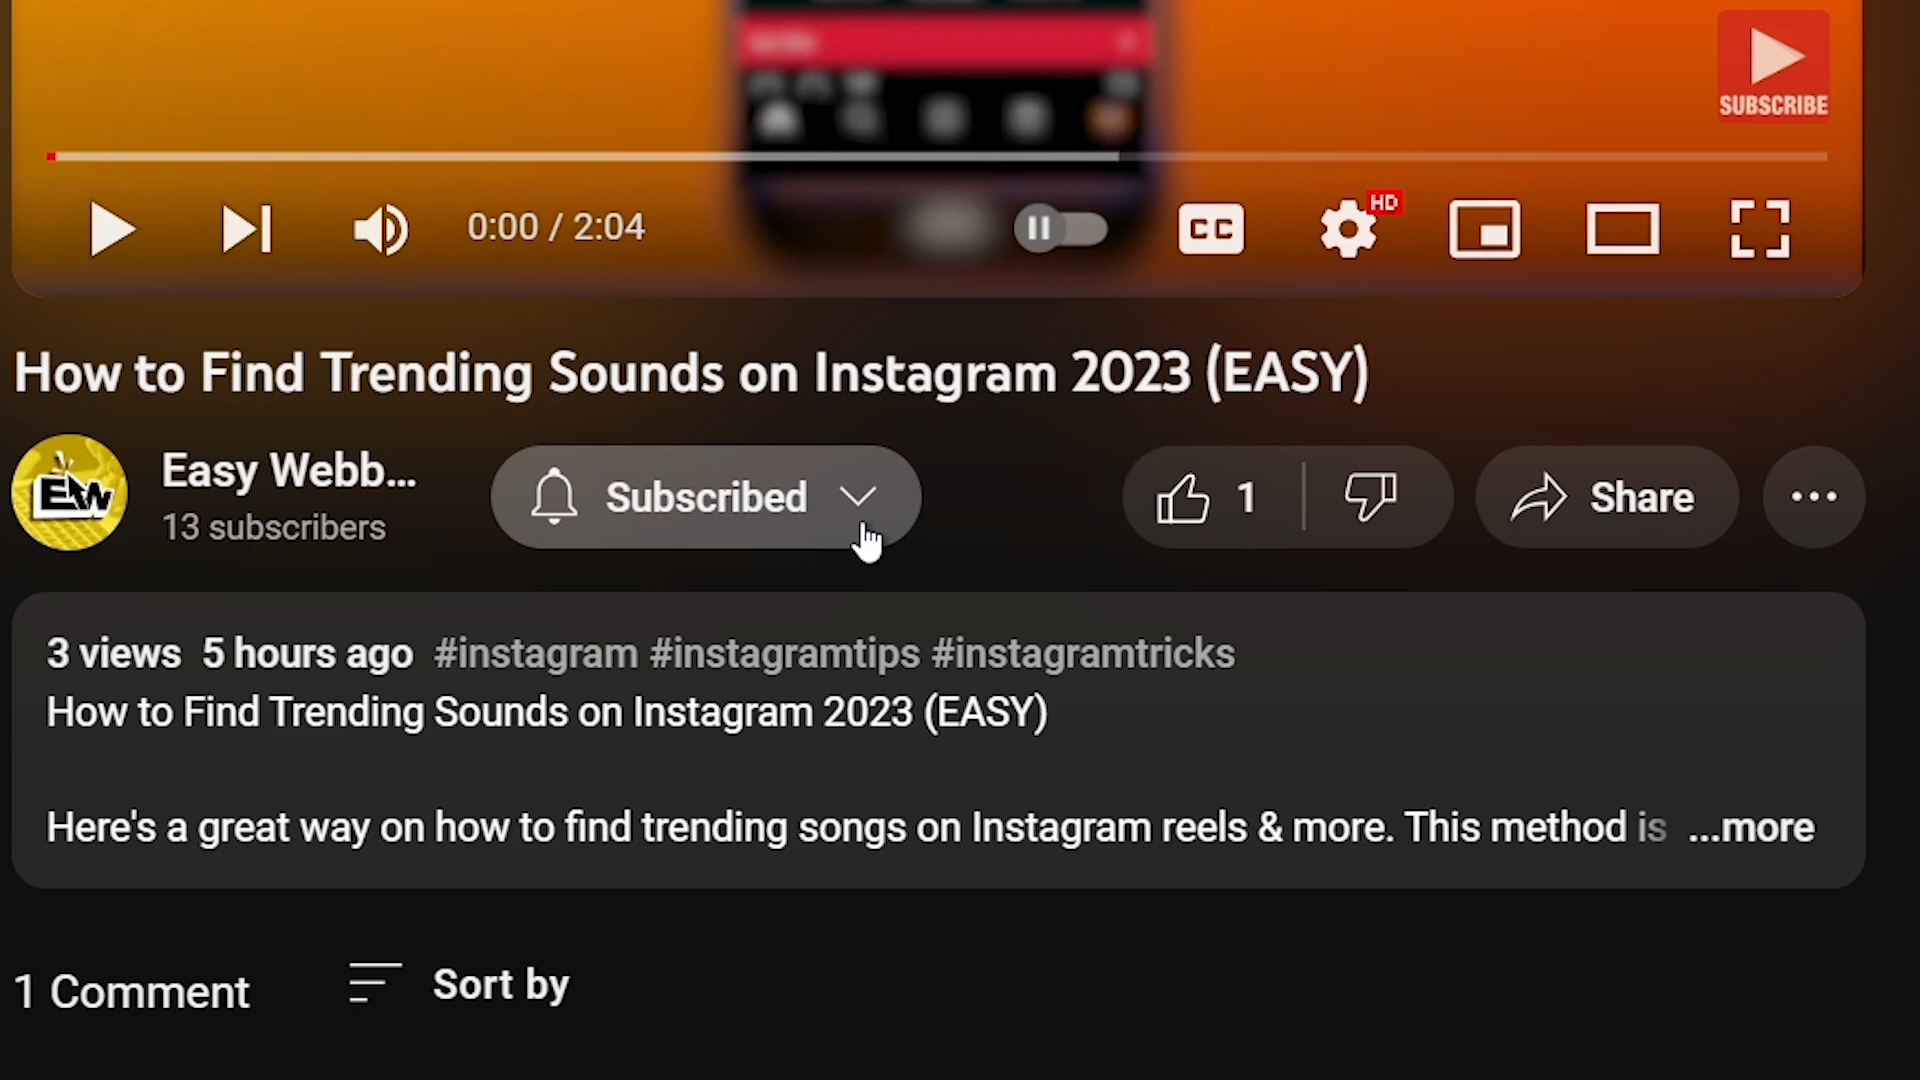 SUBSCRIBE
0:00 / 2:04
CC
HD
How to Find Trending Sounds on Instagram 2023 (EASY)
EW
Easy Webb...
13 subscribers
Subscribed
1
Share
3 views 5 hours ago #instagram #instagramtips #instagramtricks
How to Find Trending Sounds on Instagram 2023 (EASY)
Here's a great way on how to find trending songs on Instagram reels & more. This method is ...more
1 Comment
Sort by